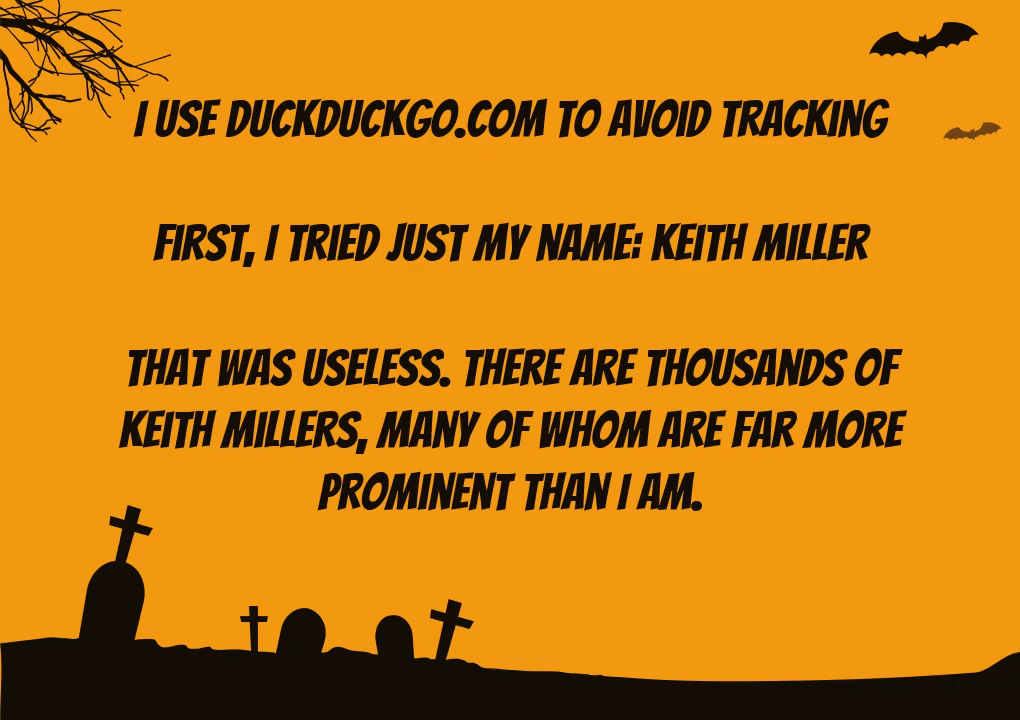 I USE DUCKDUCKGO.COM TO AVOID TRACKING
FIRST, I TRIED JUST MY NAME: KEITH MILLER
THAT WAS USELESS. THERE ARE THOUSANDS OF
KEITH MILLERS, MANY OF WHOM ARE FAR MORE
PROMINENT THAN I AM.